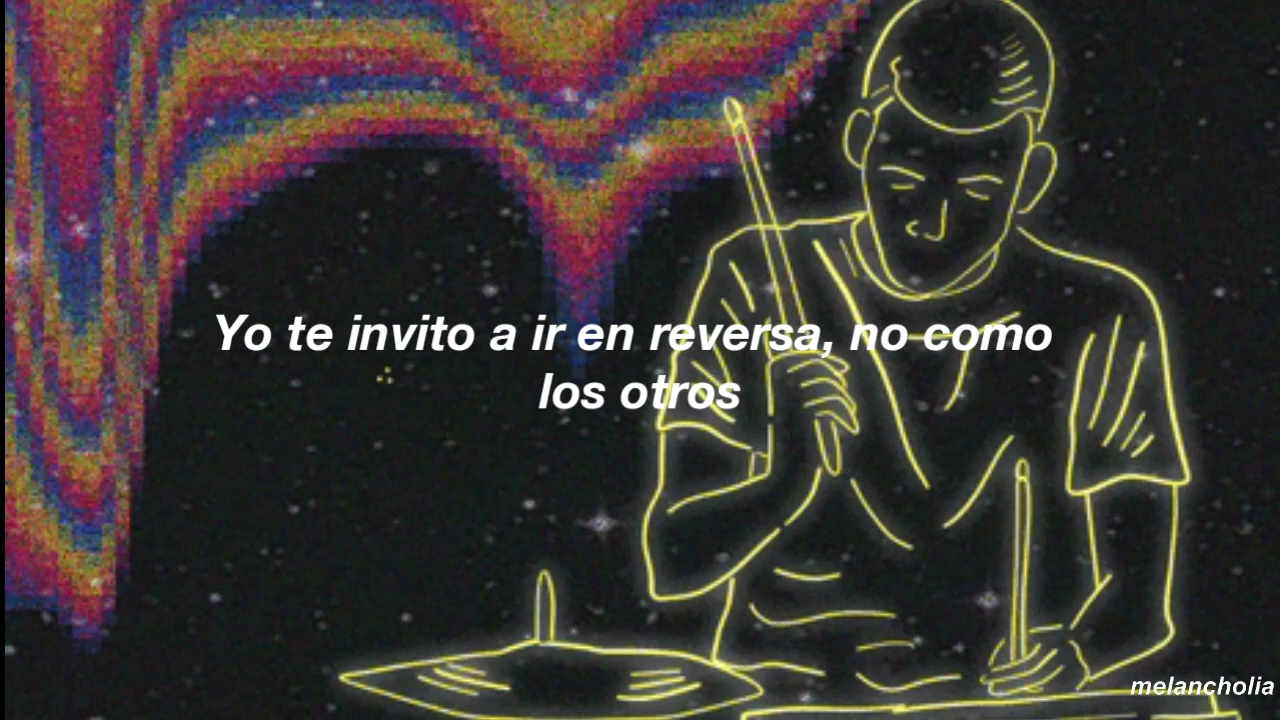 Yo te invito a ir en reversa, no como
los otros
melancholia